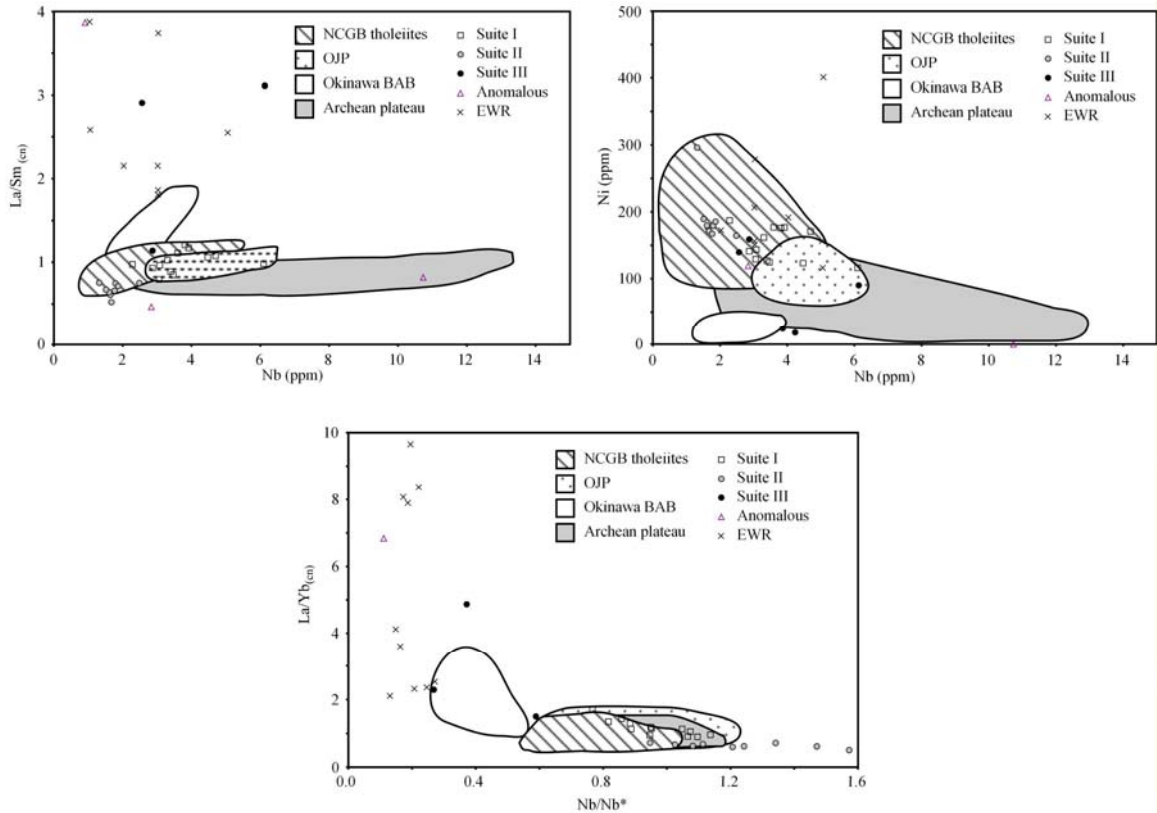 4
3
2
1
0
La/Sm (cn)
0
2
4
6
8
10
12
14
Nb (ppm)
NCGB tholeiites
OJP
Okinawa BAB
Archean plateau
Suite I
Suite II
Suite III
Anomalous
EWR
500
400
300
200
100
0
Ni (ppm)
0
2
4
6
8
10
12
14
Nb (ppm)
NCGB tholeiites
OJP
Okinawa BAB
Archean plateau
Suite I
Suite II
Suite III
Anomalous
EWR
10
8
6
4
2
0
La/Yb(cn)
0.0
0.4
0.8
1.2
1.6
Nb/Nb*
NCGB tholeiites
OJP
Okinawa BAB
Archean plateau
Suite I
Suite II
Suite III
Anomalous
EWR